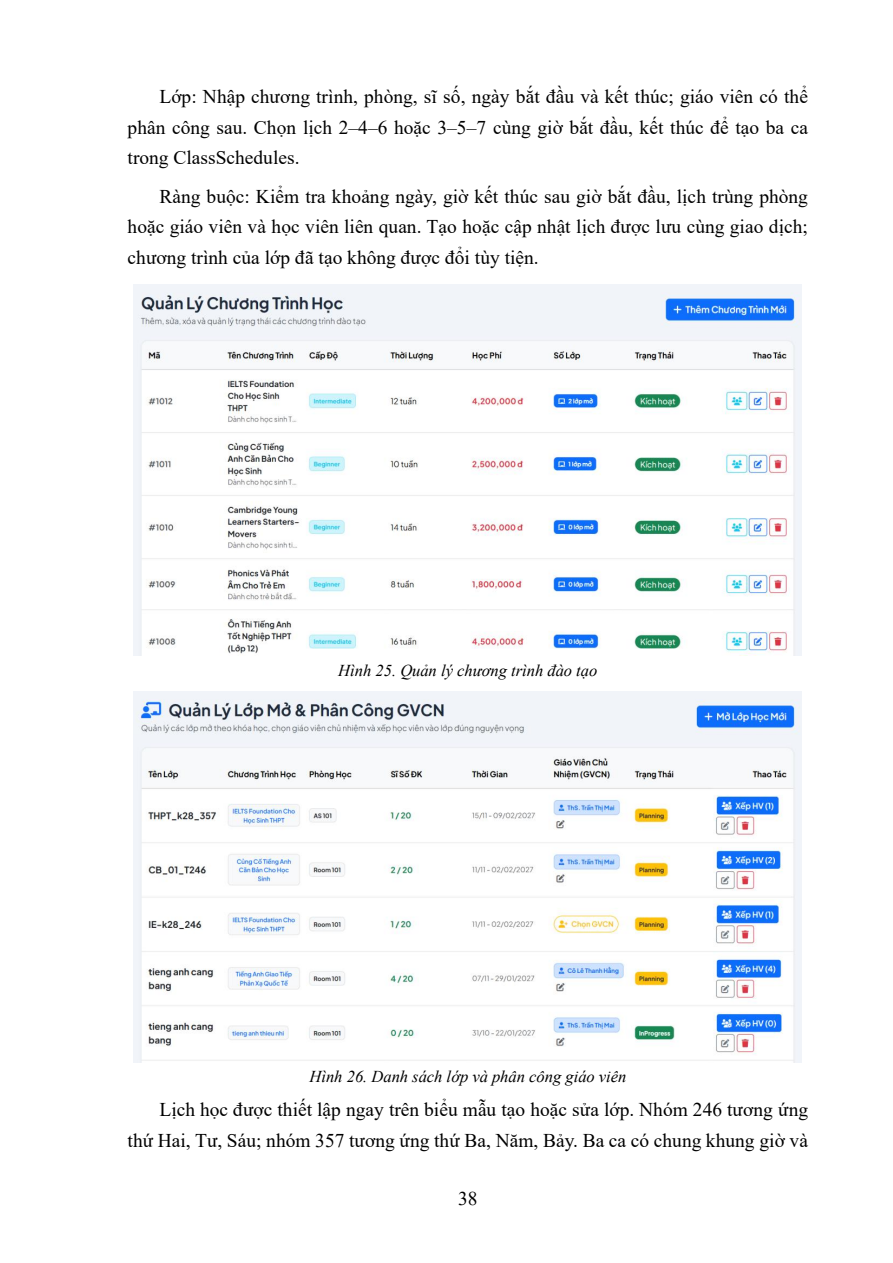 Lớp: Nhập chương trình, phòng, sĩ số, ngày bắt đầu và kết thúc; giáo viên có thể
phân công sau. Chọn lịch 2–4–6 hoặc 3–5–7 cùng giờ bắt đầu, kết thúc để tạo ba ca
trong ClassSchedules.
Ràng buộc: Kiểm tra khoảng ngày, giờ kết thúc sau giờ bắt đầu, lịch trùng phòng
hoặc giáo viên và học viên liên quan. Tạo hoặc cập nhật lịch được lưu cùng giao dịch;
chương trình của lớp đã tạo không được đổi tùy tiện.
Quản Lý Chương Trình Học
Thêm, sửa, xóa và quản lý trạng thái các chương trình đào tạo
+ Thêm Chương Trình Mới
Mã Tên Chương Trình Cấp Độ Thời Lượng Học Phí Số Lớp Trạng Thái Thao Tác
#1012 IELTS Foundation Cho Học Sinh THPT Dành cho học sinh T... Intermediate 12 tuần 4,200,000 đ 2 lớp mở Kích hoạt
#1011 Củng Cố Tiếng Anh Căn Bản Cho Học Sinh Dành cho học sinh T... Beginner 10 tuần 2,500,000 đ 1 lớp mở Kích hoạt
#1010 Cambridge Young Learners Starters– Movers Dành cho học sinh ti... Beginner 14 tuần 3,200,000 đ 0 lớp mở Kích hoạt
#1009 Phonics Và Phát Âm Cho Trẻ Em Dành cho trẻ bắt đầ... Beginner 8 tuần 1,800,000 đ 0 lớp mở Kích hoạt
#1008 Ôn Thi Tiếng Anh Tốt Nghiệp THPT (Lớp 12) Intermediate 16 tuần 4,500,000 đ 0 lớp mở Kích hoạt
Hình 25. Quản lý chương trình đào tạo
Quản Lý Lớp Mở & Phân Công GVCN
Quản lý các lớp mở theo khóa học, chọn giáo viên chủ nhiệm và xếp học viên vào lớp đúng nguyện vọng
+ Mở Lớp Học Mới
Tên Lớp Chương Trình Học Phòng Học Sĩ Số ĐK Thời Gian Giáo Viên Chủ Nhiệm (GVCN) Trạng Thái Thao Tác
THPT_k28_357 IELTS Foundation Cho Học Sinh THPT AS 101 1 / 20 15/11 - 09/02/2027 ThS. Trần Thị Mai Planning Xếp HV (1)
CB_01_T246 Củng Cố Tiếng Anh Căn Bản Cho Học Sinh Room 101 2 / 20 11/11 - 02/02/2027 ThS. Trần Thị Mai Planning Xếp HV (2)
IE-k28_246 IELTS Foundation Cho Học Sinh THPT Room 101 1 / 20 11/11 - 02/02/2027 Chọn GVCN Planning Xếp HV (1)
tieng anh cang bang Tiếng Anh Giao Tiếp Phản Xạ Quốc Tế Room 101 4 / 20 07/11 - 29/01/2027 Cô Lê Thanh Hằng Planning Xếp HV (4)
tieng anh cang bang tieng anh thieu nhi Room 101 0 / 20 31/10 - 22/01/2027 ThS. Trần Thị Mai InProgress Xếp HV (0)
Hình 26. Danh sách lớp và phân công giáo viên
Lịch học được thiết lập ngay trên biểu mẫu tạo hoặc sửa lớp. Nhóm 246 tương ứng
thứ Hai, Tư, Sáu; nhóm 357 tương ứng thứ Ba, Năm, Bảy. Ba ca có chung khung giờ và
38